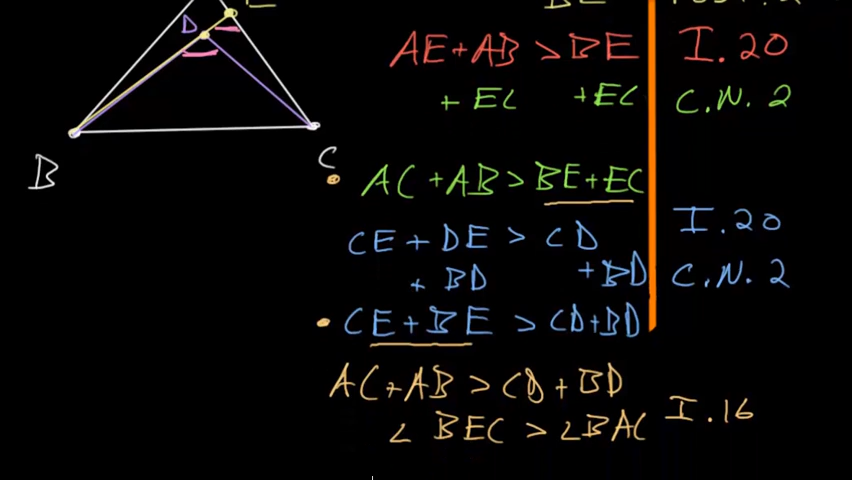 D
AE + AB > BE I.20
+ EC +EC C.N. 2
B
C
AC + AB > BE + EC
CE + DE > CD I.20
+ BD + BD C.N. 2
CE + BE > CD + BD
AC + AB > CD + BD
∠ BEC > ∠BAC I.16